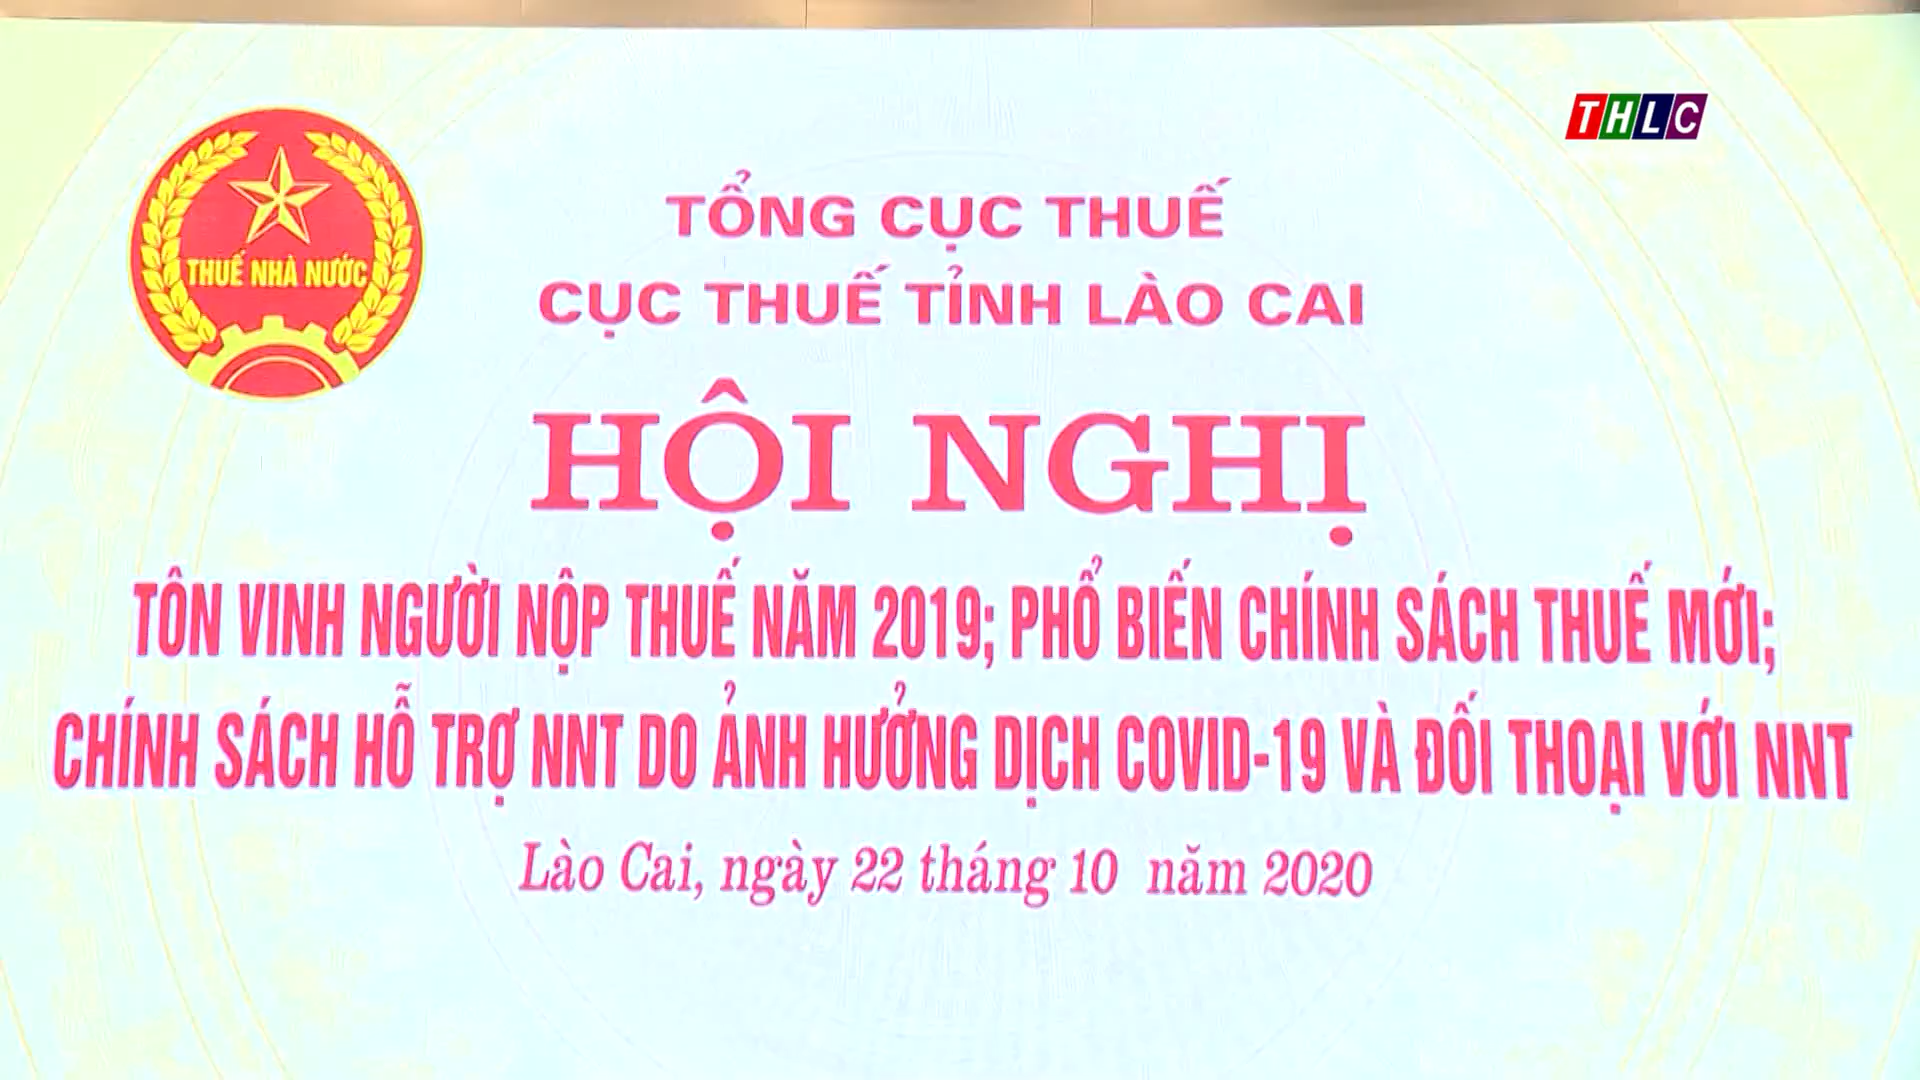 THLC
THUẾ NHÀ NƯỚC
TỔNG CỤC THUẾ
CỤC THUẾ TỈNH LÀO CAI
HỘI NGHỊ
TÔN VINH NGƯỜI NỘP THUẾ NĂM 2019; PHỔ BIẾN CHÍNH SÁCH THUẾ MỚI;
CHÍNH SÁCH HỖ TRỢ NNT DO ẢNH HƯỞNG DỊCH COVID-19 VÀ ĐỐI THOẠI VỚI NNT
Lào Cai, ngày 22 tháng 10 năm 2020